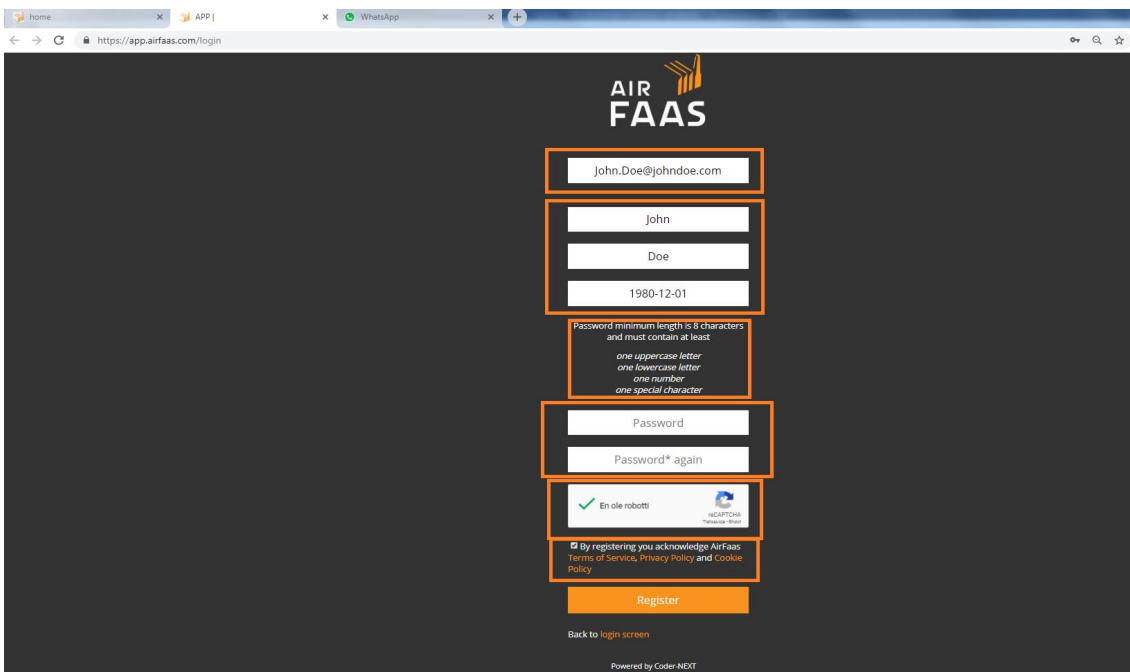 home
APP |
WhatsApp
https://app.airfaas.com/login
AIR
FAAS
John.Doe@johndoe.com
John
Doe
1980-12-01
Password minimum length is 8 characters
and must contain at least
one uppercase letter
one lowercase letter
one number
one special character
Password
Password* again
En ole robotti
reCAPTCHA
By registering you acknowledge AirFaas
Terms of Service, Privacy Policy and Cookie
Policy
Register
Back to login screen
Powered by Coder-NEXT